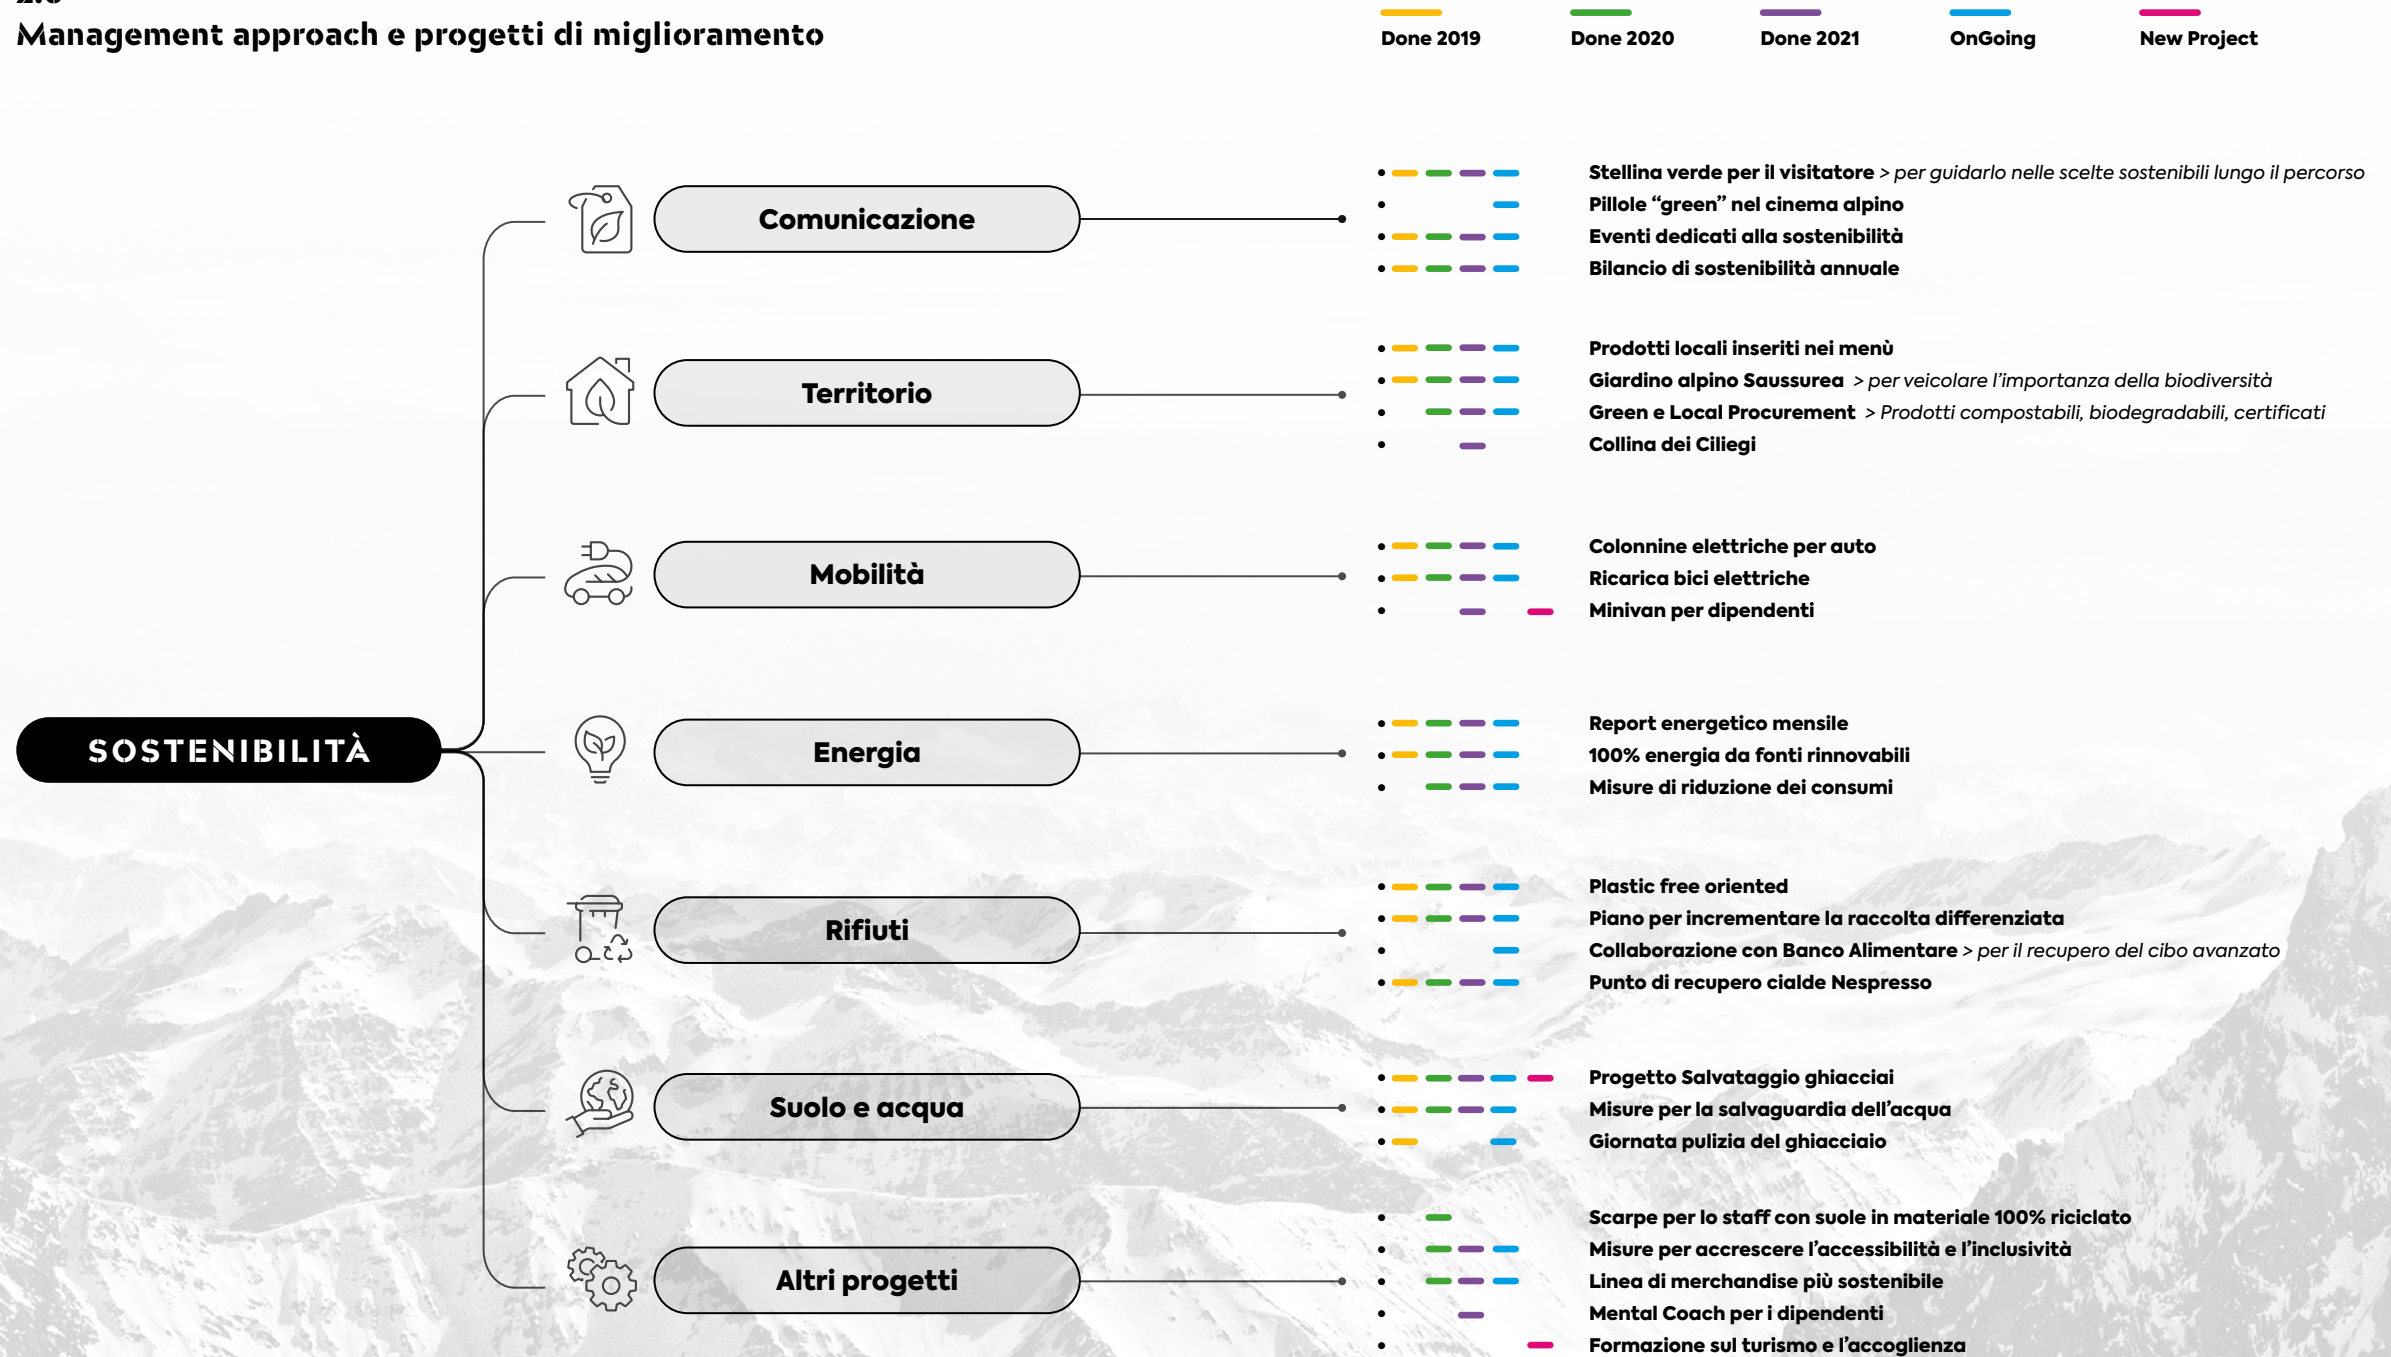 Management approach e progetti di miglioramento
Done 2019
Done 2020
Done 2021
OnGoing
New Project
SOSTENIBILITÀ
Comunicazione
Stellina verde per il visitatore > per guidarlo nelle scelte sostenibili lungo il percorso
Pillole “green” nel cinema alpino
Eventi dedicati alla sostenibilità
Bilancio di sostenibilità annuale
Territorio
Prodotti locali inseriti nei menù
Giardino alpino Saussurea > per veicolare l’importanza della biodiversità
Green e Local Procurement > Prodotti compostabili, biodegradabili, certificati
Collina dei Ciliegi
Mobilità
Colonnine elettriche per auto
Ricarica bici elettriche
Minivan per dipendenti
Energia
Report energetico mensile
100% energia da fonti rinnovabili
Misure di riduzione dei consumi
Rifiuti
Plastic free oriented
Piano per incrementare la raccolta differenziata
Collaborazione con Banco Alimentare > per il recupero del cibo avanzato
Punto di recupero cialde Nespresso
Suolo e acqua
Progetto Salvataggio ghiacciai
Misure per la salvaguardia dell’acqua
Giornata pulizia del ghiacciaio
Altri progetti
Scarpe per lo staff con suole in materiale 100% riciclato
Misure per accrescere l’accessibilità e l’inclusività
Linea di merchandise più sostenibile
Mental Coach per i dipendenti
Formazione sul turismo e l’accoglienza